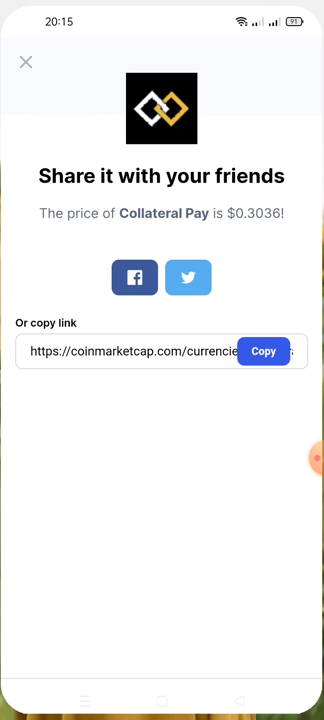 20:15
91
Share it with your friends
The price of Collateral Pay is $0.3036!
Or copy link
https://coinmarketcap.com/currencie
Copy